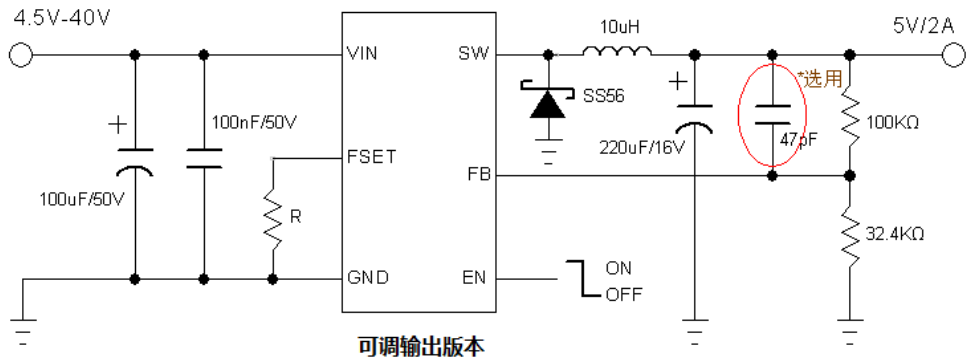 4.5V-40V
5V/2A
10uH
VIN
SW
*选用
SS56
100nF/50V
100KΩ
47pF
220uF/16V
FSET
FB
100uF/50V
R
32.4KΩ
GND
EN
ON
OFF
可调输出版本